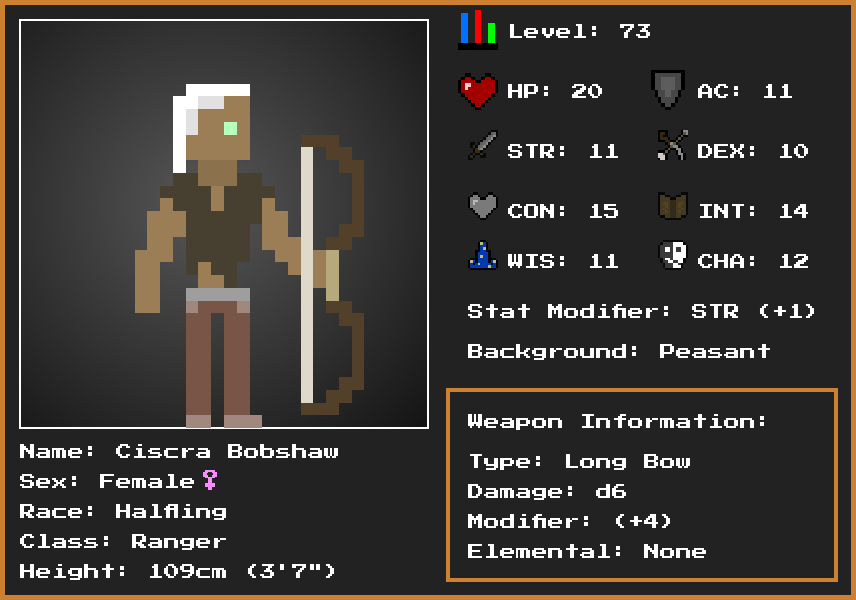 Level: 73
HP: 20
AC: 11
STR: 11
DEX: 10
CON: 15
INT: 14
WIS: 11
CHA: 12
Stat Modifier: STR (+1)
Background: Peasant
Weapon Information:
Type: Long Bow
Damage: d6
Modifier: (+4)
Elemental: None
Name: Ciscra Bobshaw
Sex: Female♀
Race: Halfling
Class: Ranger
Height: 109cm (3'7")